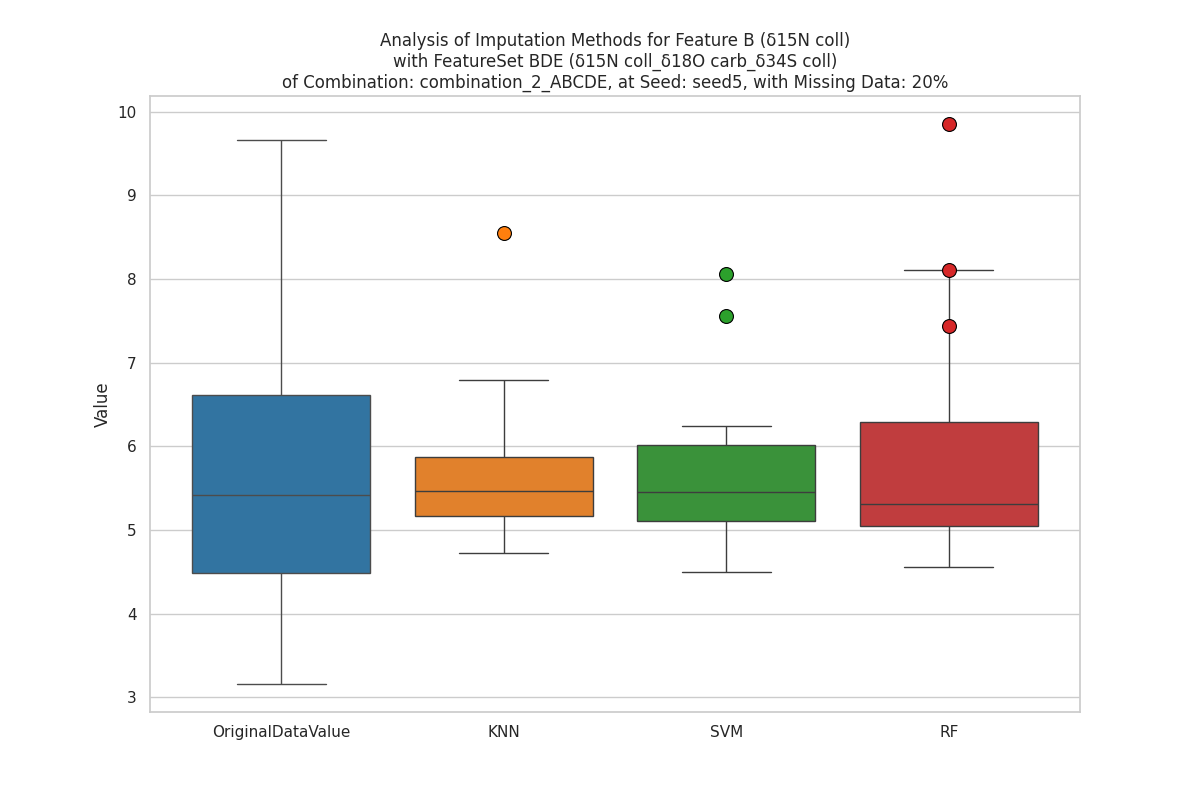 Analysis of Imputation Methods for Feature B (δ15N coll)
with FeatureSet BDE (δ15N coll_δ18O carb_δ34S coll)
of Combination: combination_2_ABCDE, at Seed: seed5, with Missing Data: 20%
10
9
8
7
6
5
4
3
Value
OriginalDataValue
KNN
SVM
RF